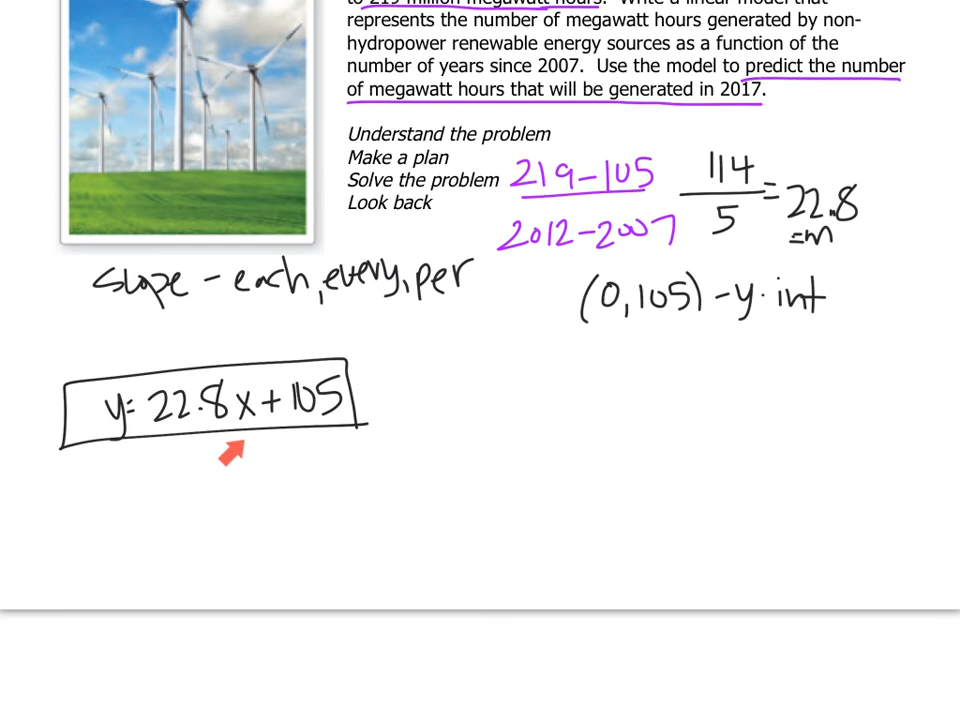 to 219 million megawatt hours. Write a linear model that
represents the number of megawatt hours generated by non-
hydropower renewable energy sources as a function of the
number of years since 2007. Use the model to predict the number
of megawatt hours that will be generated in 2017.
Understand the problem
Make a plan
Solve the problem
Look back
219-105
2012-2007
114
5
=22.8
=m
slope - each, every, per
(0,105) - y-int
y=22.8x+105